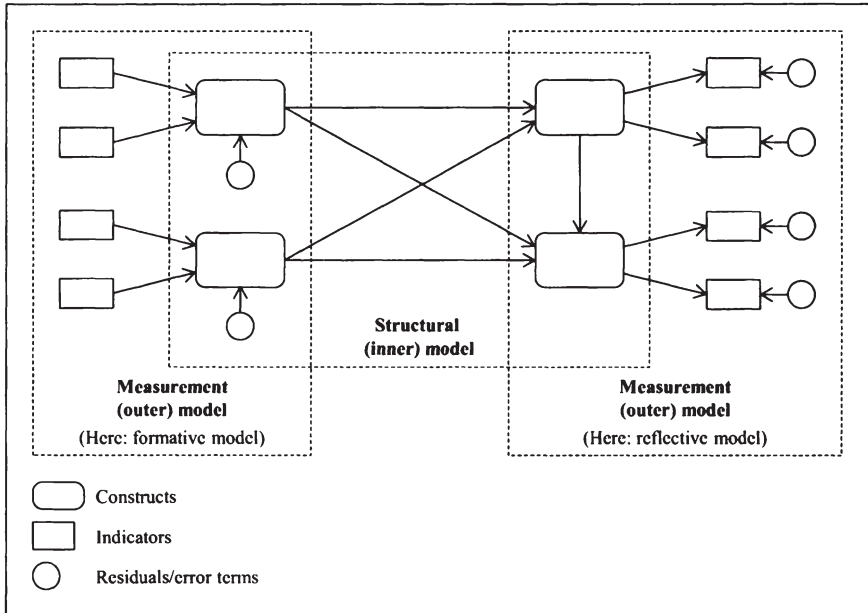 Structural
(inner) model
Measurement
(outer) model
(Here: formative model)
Measurement
(outer) model
(Here: reflective model)
Constructs
Indicators
Residuals/error terms